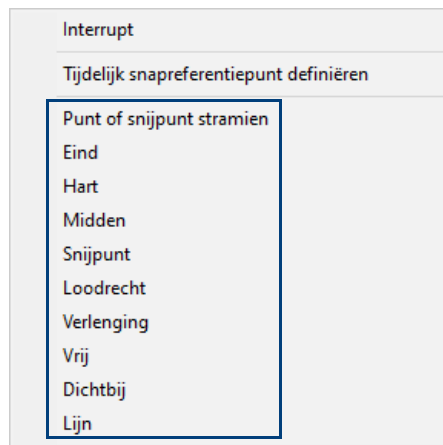 Interrupt
Tijdelijk snapreferentiepunt definiëren
Punt of snijpunt stramien
Eind
Hart
Midden
Snijpunt
Loodrecht
Verlenging
Vrij
Dichtbij
Lijn